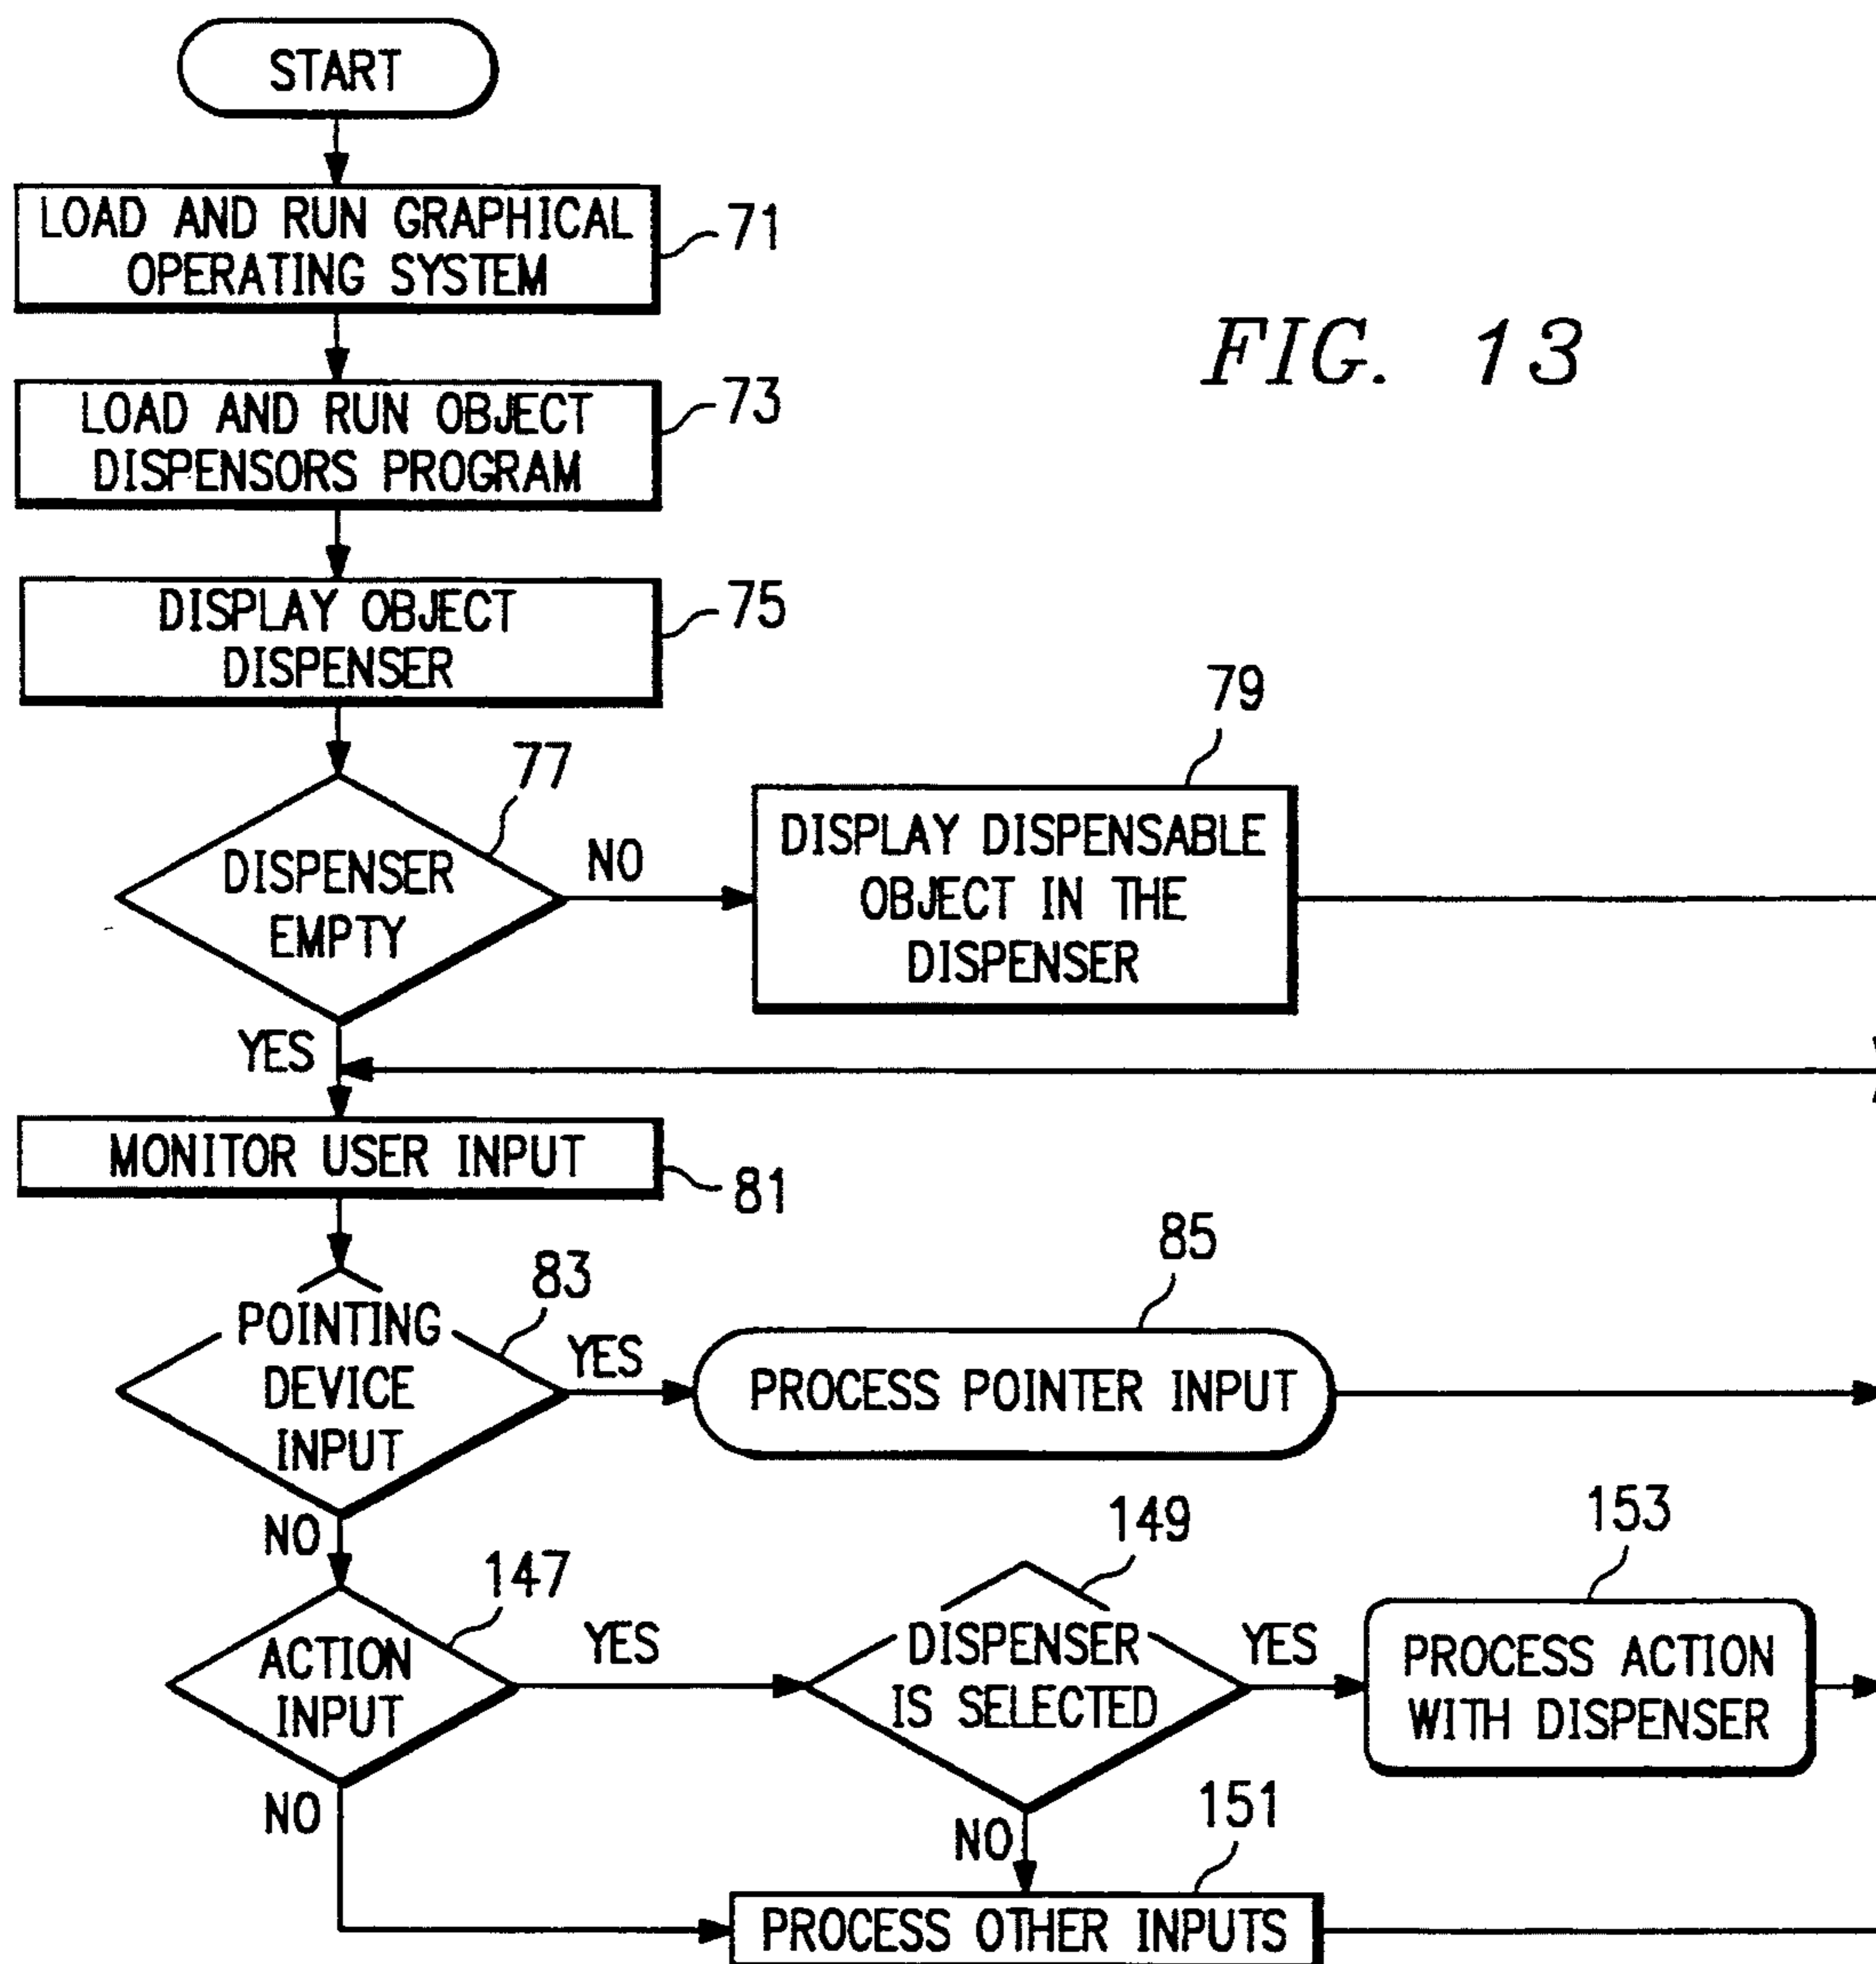 START
LOAD AND RUN GRAPHICAL
OPERATING SYSTEM
71
FIG. 13
LOAD AND RUN OBJECT
DISPENSORS PROGRAM
73
DISPLAY OBJECT
DISPENSER
75
77
DISPENSER
EMPTY
NO
79
DISPLAY DISPENSABLE
OBJECT IN THE
DISPENSER
YES
MONITOR USER INPUT
81
83
POINTING
DEVICE
INPUT
YES
85
PROCESS POINTER INPUT
NO
147
ACTION
INPUT
YES
149
DISPENSER
IS SELECTED
YES
153
PROCESS ACTION
WITH DISPENSER
NO
NO
151
PROCESS OTHER INPUTS